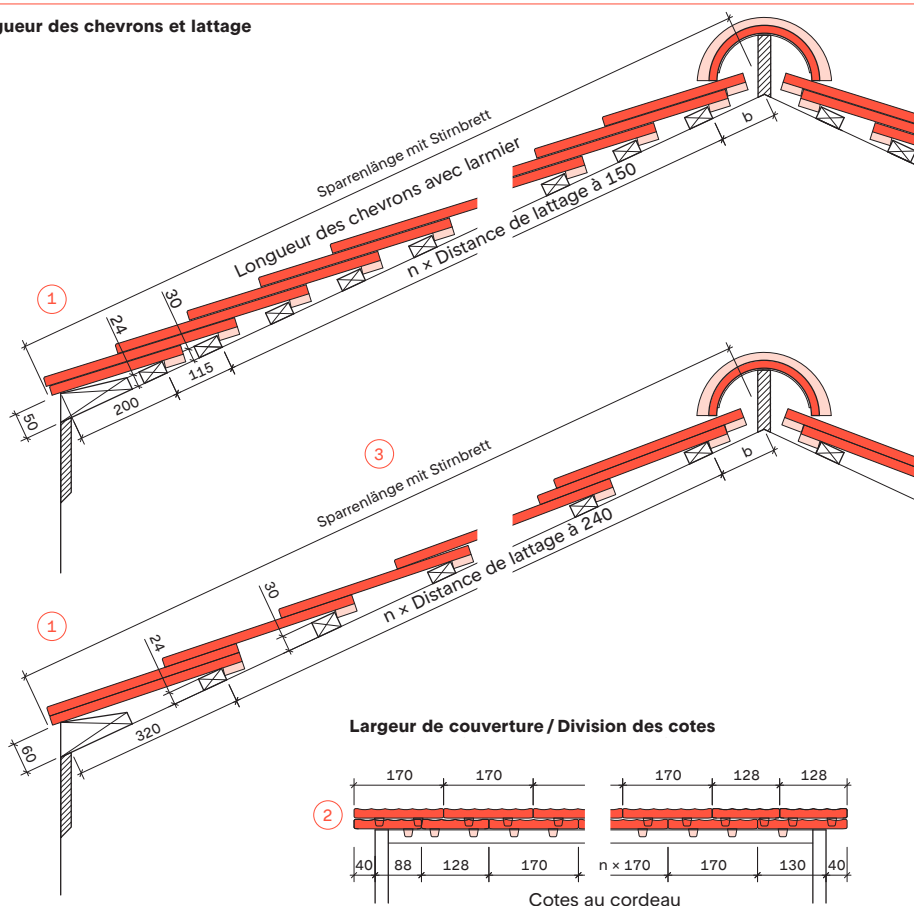 gueur des chevrons et lattage
Sparrenlänge mit Stirnbrett
Longueur des chevrons avec larmier
n × Distance de lattage à 150
b
1
24
30
50
200
115
3
Sparrenlänge mit Stirnbrett
n × Distance de lattage à 240
b
1
24
30
60
320
Largeur de couverture / Division des cotes
170 170 170 128 128
2
40 88 128 170 n × 170 170 130 40
Cotes au cordeau